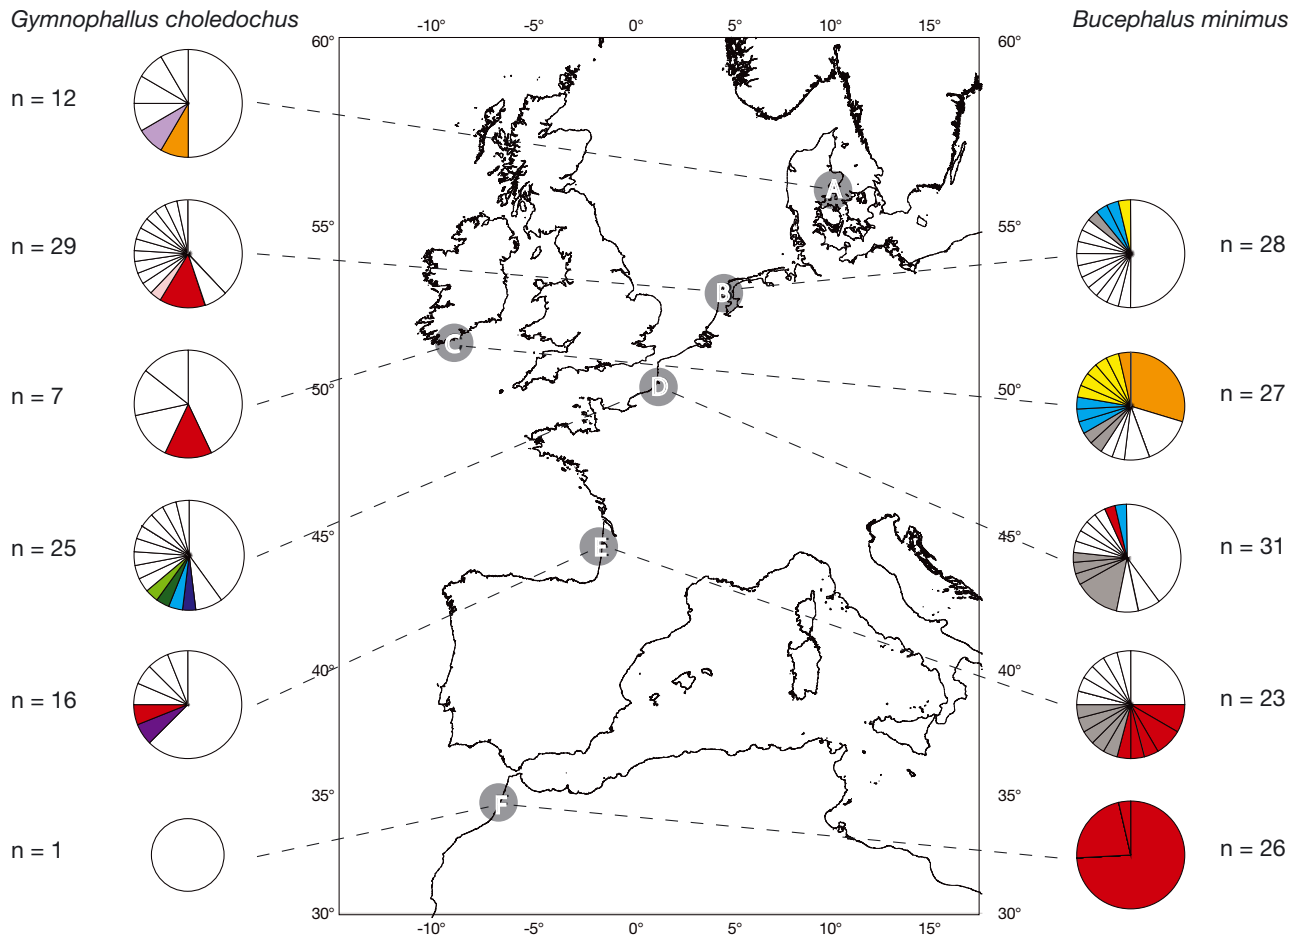 Gymnophallus choledochus
Bucephalus minimus
-10° -5° 0° 5° 10° 15°
60° 60°
n = 12
A
55° 55°
n = 29
n = 28
B
C
n = 7
50° 50°
D
n = 27
45° 45°
n = 25
n = 31
E
40° 40°
n = 16
n = 23
35° 35°
F
n = 1
n = 26
30° 30°
-10° -5° 0° 5° 10° 15°